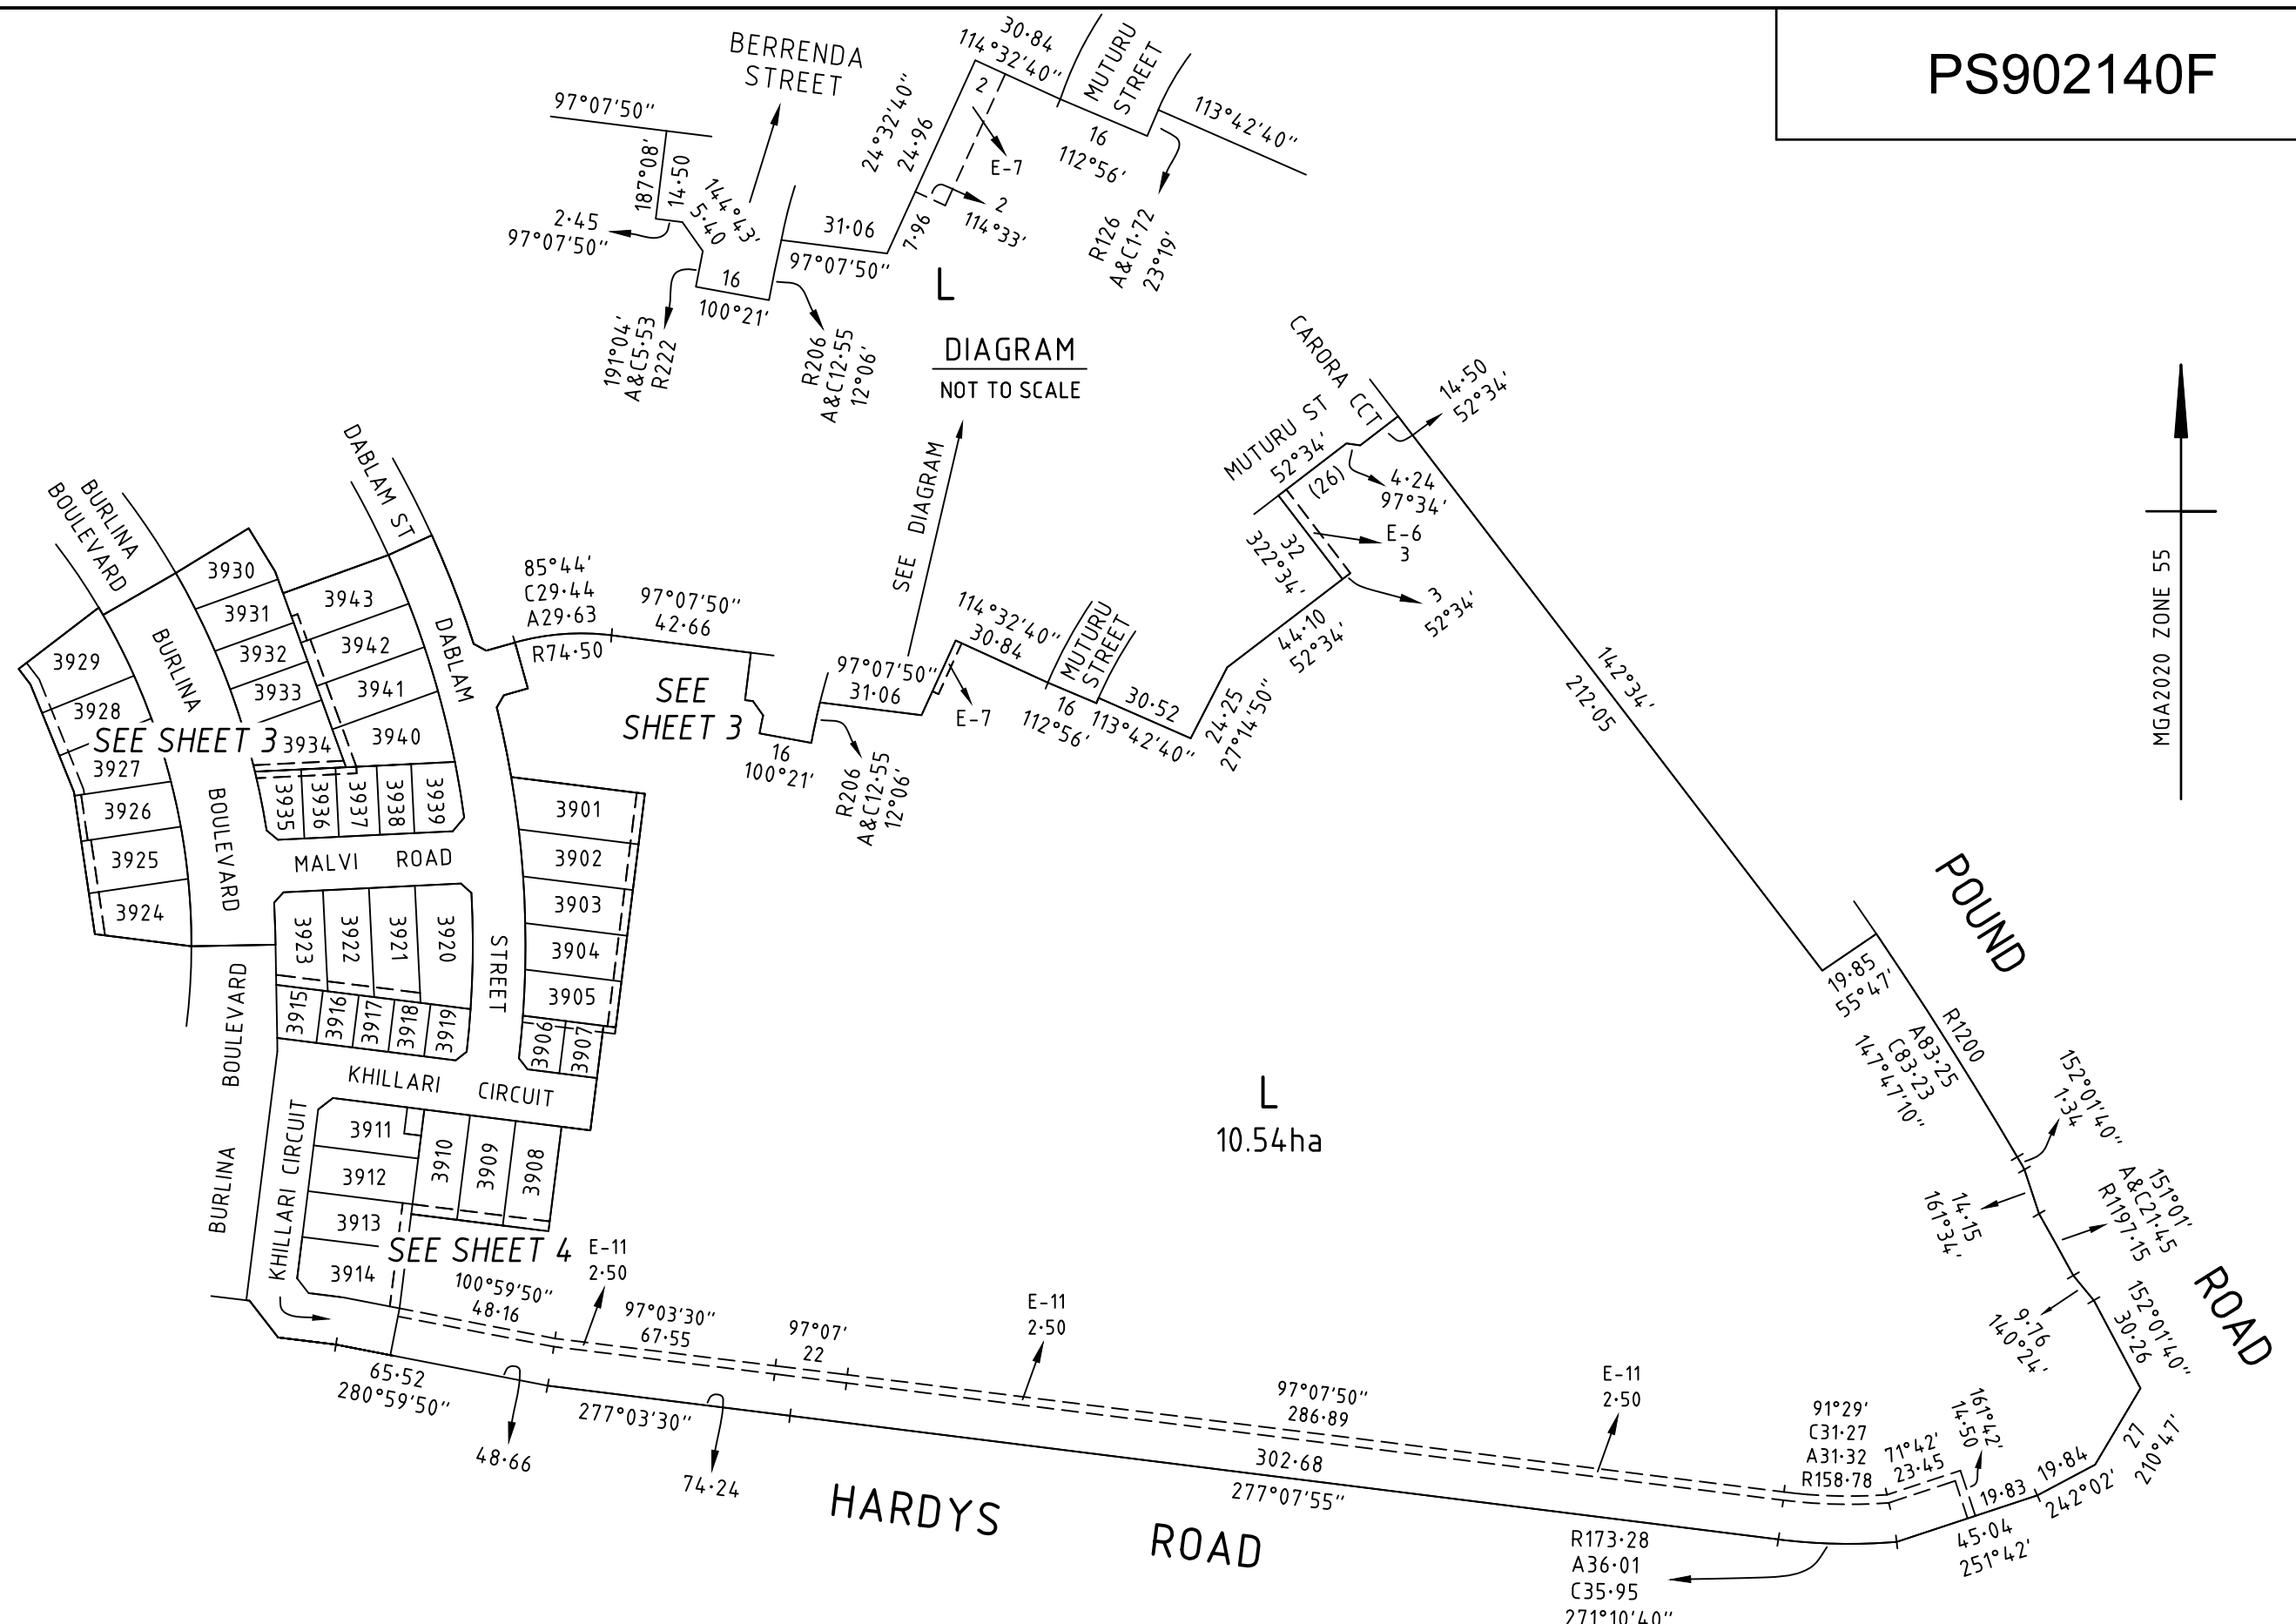 PS902140F
BERRENDA
STREET
97°07'50"
187°08'
14·50
144°43'
5·40
2·45
97°07'50"
16
100°21'
191°04'
A&C5·53
R222
R206
A&C12·55
12°06'
31·06
97°07'50"
24°32'40"
24·96
7·96
30·84
114°32'40"
2
E-7
2
114°33'
MUTURU
STREET
16
112°56'
113°42'40"
R126
A&C1·72
23°19'
L
DIAGRAM
NOT TO SCALE
SEE DIAGRAM
CARORA CCT
MUTURU ST
52°34'
(26)
14·50
52°34'
4·24
97°34'
E-6
3
32
322°34'
3
52°34'
44·10
52°34'
142°34'
212·05
MGA2020 ZONE 55
BURLINA
BOULEVARD
DABLAM ST
85°44'
C29·44
A29·63
R74·50
97°07'50"
42·66
SEE
SHEET 3
16
100°21'
R206
A&C12·55
12°06'
97°07'50"
31·06
E-7
114°32'40"
30·84
MUTURU
STREET
16
112°56'
30·52
113°42'40"
24·25
27°14'50"
3930
3931
3932
3933
3934
3943
3942
3941
3940
3929
3928
3927
3926
3925
3924
BURLINA
BOULEVARD
DABLAM
STREET
SEE SHEET 3
3935
3936
3937
3938
3939
MALVI ROAD
3901
3902
3903
3904
3905
3906
3907
3923
3922
3921
3920
3915
3916
3917
3918
3919
KHILLARI CIRCUIT
BURLINA BOULEVARD
KHILLARI CIRCUIT
3911
3912
3913
3914
3910
3909
3908
SEE SHEET 4
L
10.54ha
POUND
ROAD
19·85
55°47'
R1200
A83·25
C83·23
147°47'10"
152°01'40"
1·34
14·15
161°34'
151°01'
A&C21·45
R1197·15
9·76
140°24'
152°01'40"
30·26
27
210°47'
19·84
242°02'
19·83
45·04
251°42'
161°42'
14·50
71°42'
23·45
91°29'
C31·27
A31·32
R158·78
E-11
2·50
100°59'50"
48·16
97°03'30"
67·55
97°07'
22
E-11
2·50
97°07'50"
286·89
E-11
2·50
65·52
280°59'50"
48·66
277°03'30"
74·24
302·68
277°07'55"
HARDYS ROAD
R173·28
A36·01
C35·95
271°10'40"